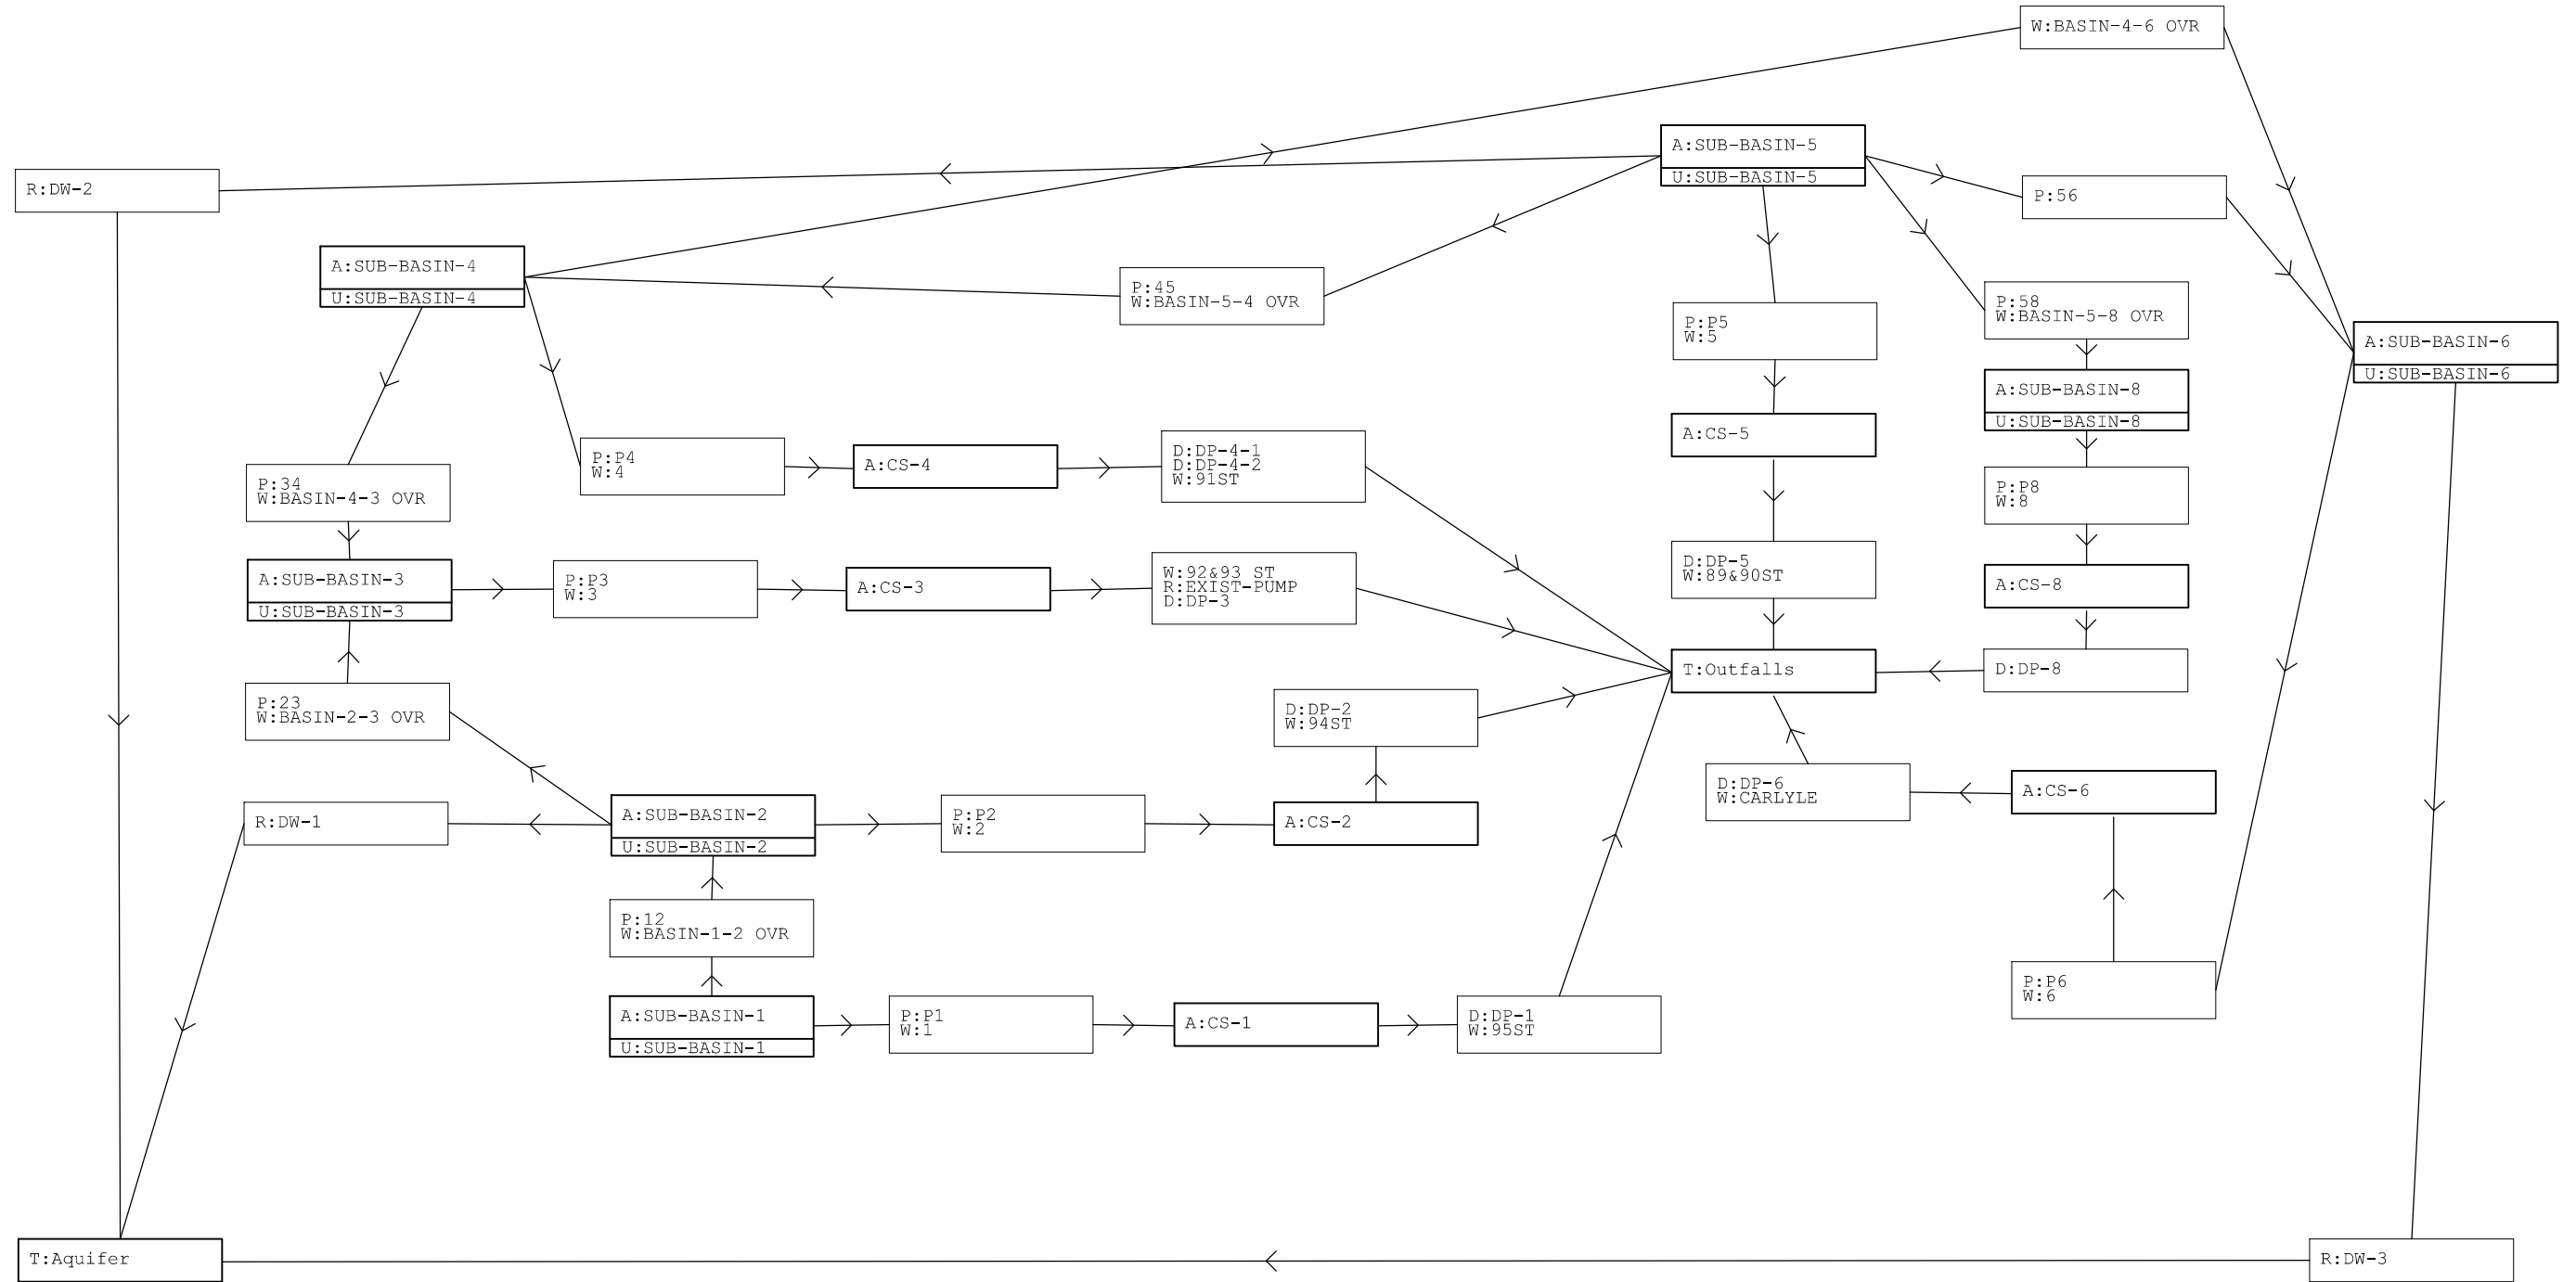 W:BASIN-4-6 OVR
A:SUB-BASIN-5
U:SUB-BASIN-5
R:DW-2
P:56
A:SUB-BASIN-4
U:SUB-BASIN-4
P:45
W:BASIN-5-4 OVR
P:58
W:BASIN-5-8 OVR
P:P5
W:5
A:SUB-BASIN-6
U:SUB-BASIN-6
A:SUB-BASIN-8
U:SUB-BASIN-8
A:CS-5
P:P4
W:4
A:CS-4
D:DP-4-1
D:DP-4-2
W:91ST
P:34
W:BASIN-4-3 OVR
P:P8
W:8
A:SUB-BASIN-3
U:SUB-BASIN-3
P:P3
W:3
A:CS-3
W:92&93 ST
R:EXIST-PUMP
D:DP-3
D:DP-5
W:89&90ST
A:CS-8
T:Outfalls
D:DP-8
P:23
W:BASIN-2-3 OVR
D:DP-2
W:94ST
D:DP-6
W:CARLYLE
A:CS-6
R:DW-1
A:SUB-BASIN-2
U:SUB-BASIN-2
P:P2
W:2
A:CS-2
P:12
W:BASIN-1-2 OVR
P:P6
W:6
A:SUB-BASIN-1
U:SUB-BASIN-1
P:P1
W:1
A:CS-1
D:DP-1
W:95ST
T:Aquifer
R:DW-3